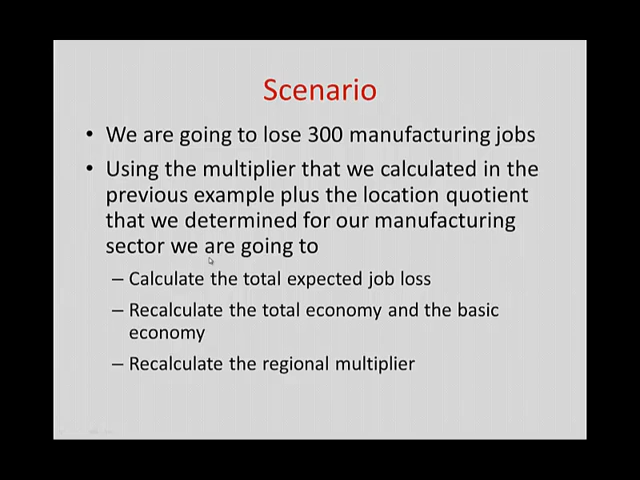 Scenario
• We are going to lose 300 manufacturing jobs
• Using the multiplier that we calculated in the
previous example plus the location quotient
that we determined for our manufacturing
sector we are going to
– Calculate the total expected job loss
– Recalculate the total economy and the basic
economy
– Recalculate the regional multiplier